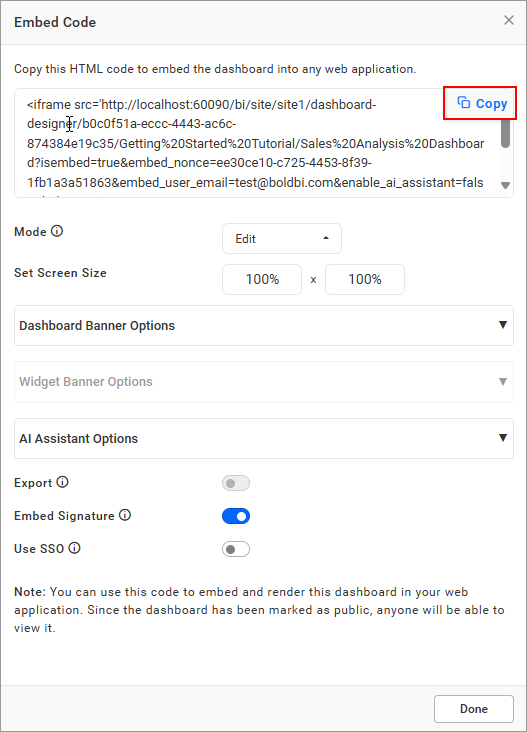 Embed Code
Copy this HTML code to embed the dashboard into any web application.
<iframe src='http://localhost:60090/bi/site/site1/dashboard-
designer/b0c0f51a-eccc-4443-ac6c-
874384e19c35/Getting%20Started%20Tutorial/Sales%20Analysis%20Dashboar
d?isembed=true&embed_nonce=ee30ce10-c725-4453-8f39-
1fb1a3a51863&embed_user_email=test@boldbi.com&enable_ai_assistant=fals
Copy
Mode
Edit
Set Screen Size
100% x 100%
Dashboard Banner Options
Widget Banner Options
AI Assistant Options
Export
Embed Signature
Use SSO
Note: You can use this code to embed and render this dashboard in your web
application. Since the dashboard has been marked as public, anyone will be able to
view it.
Done